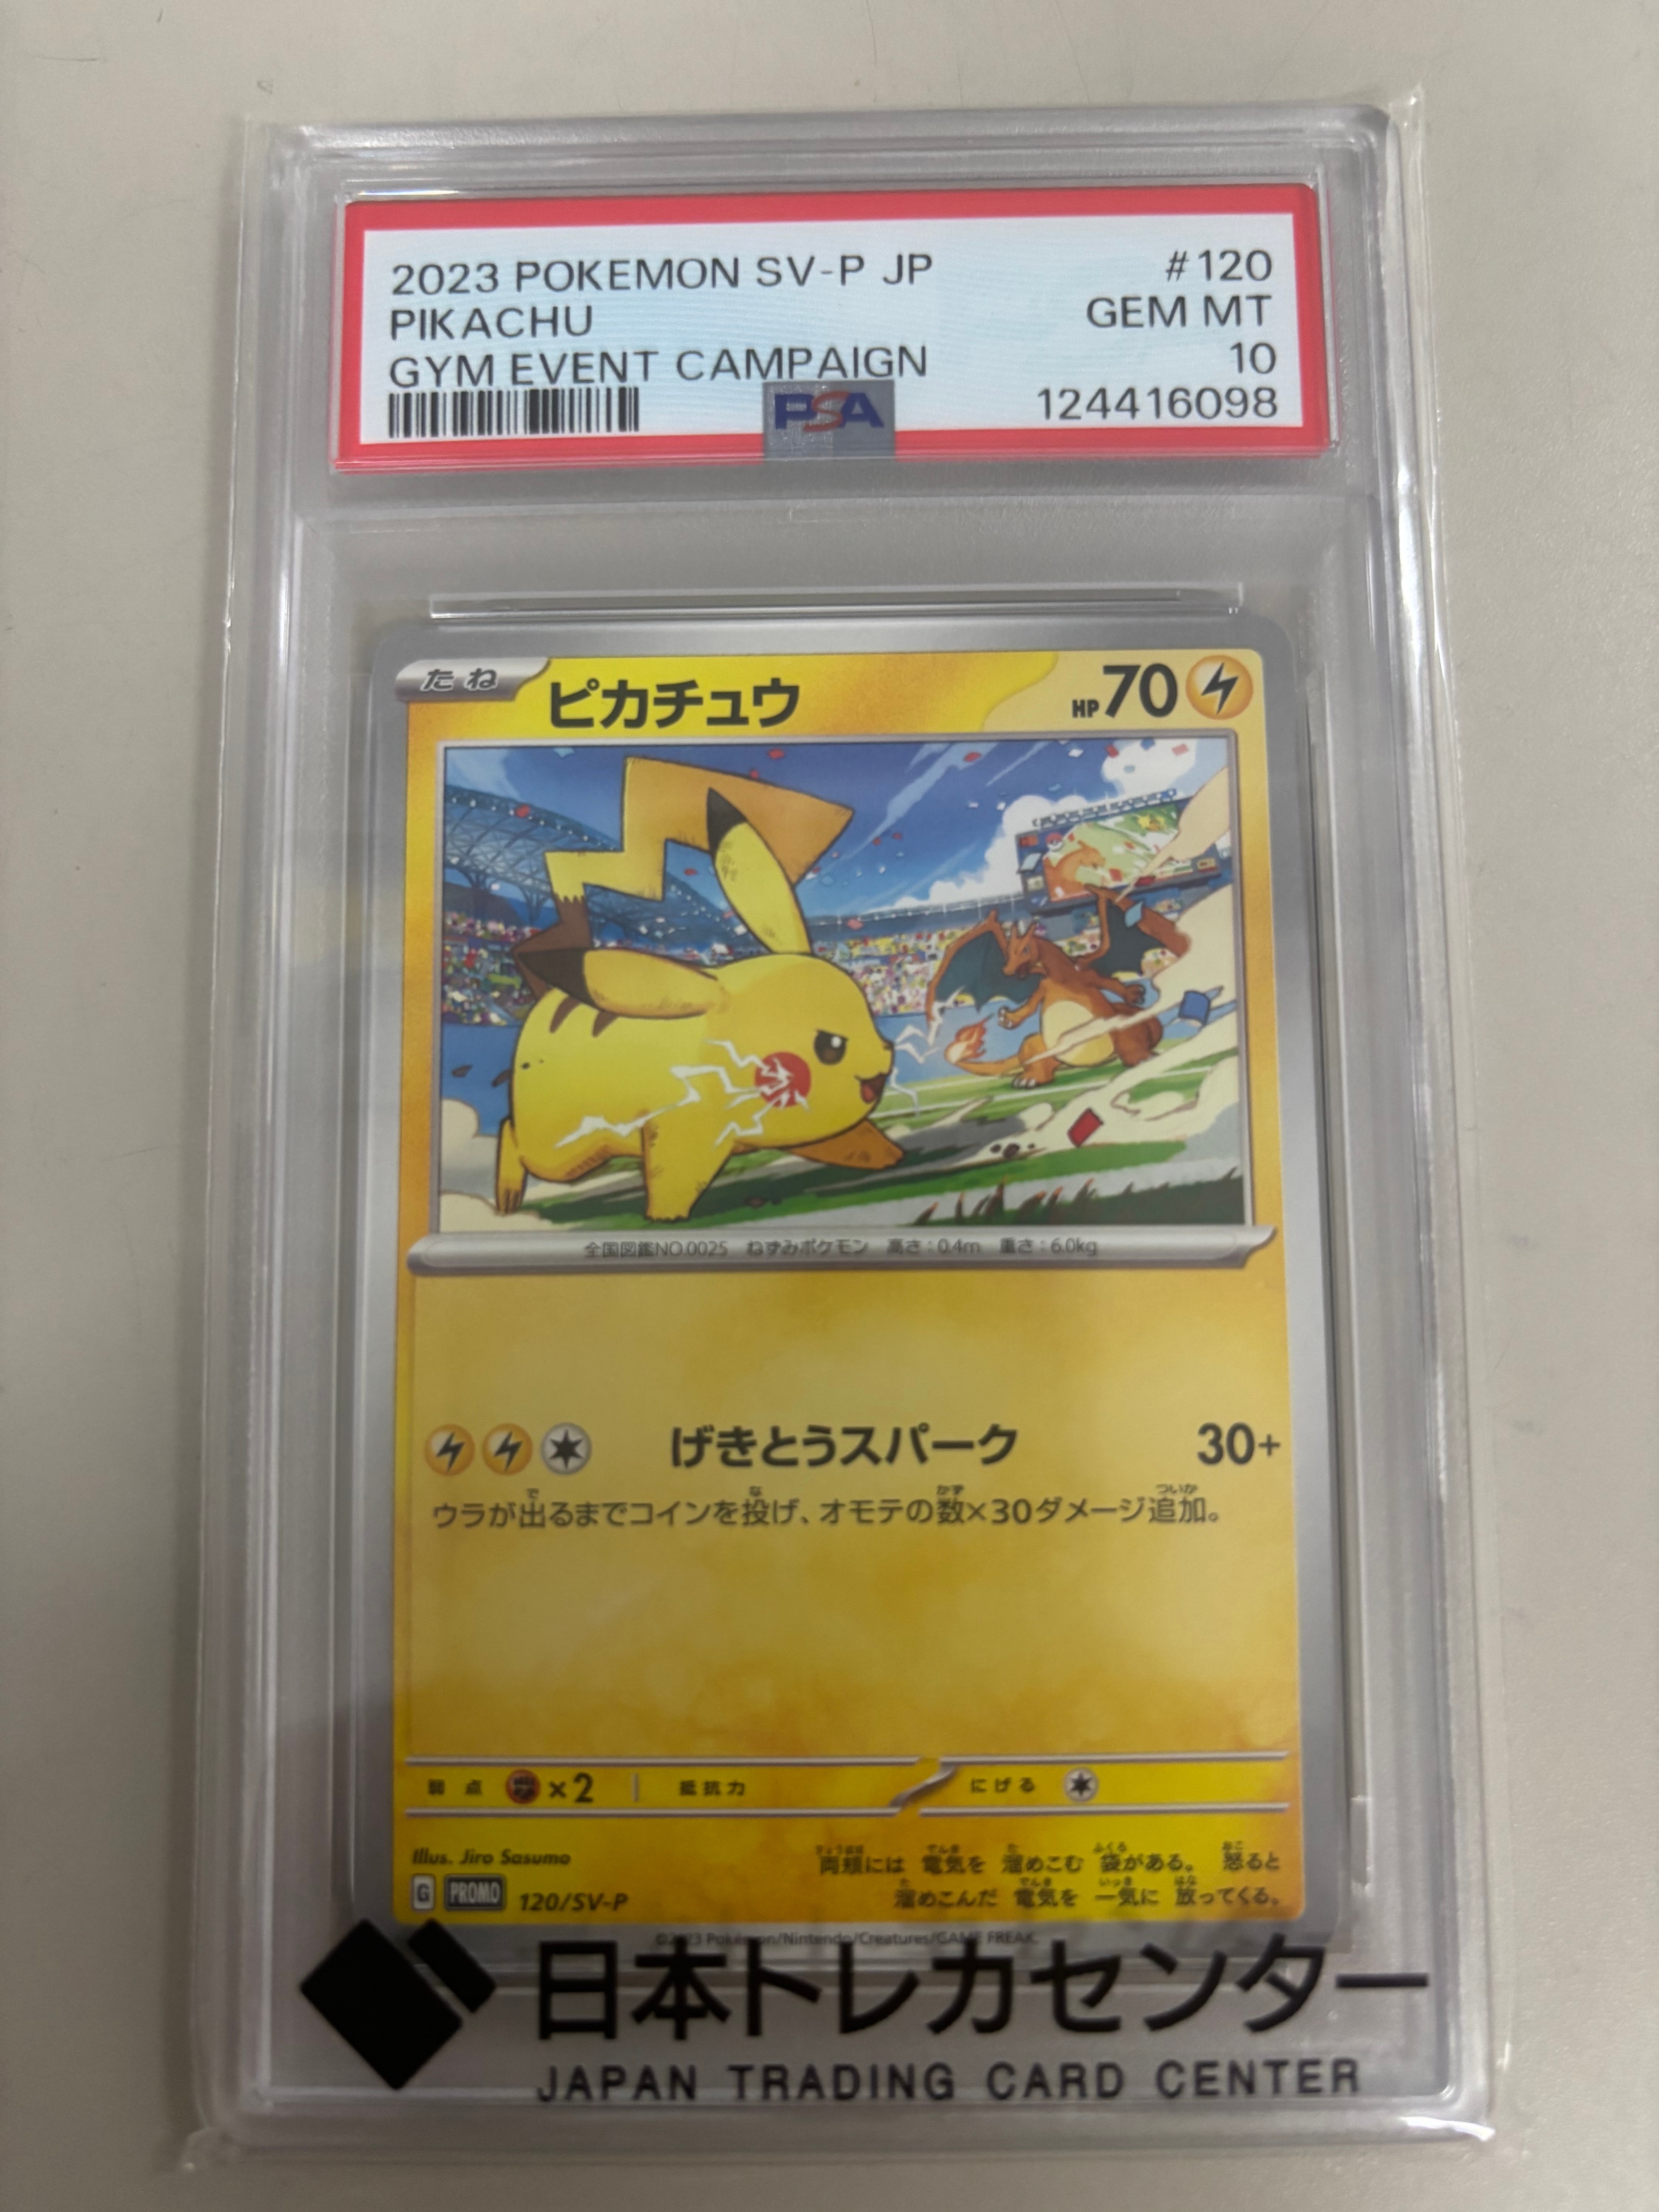 2023 POKEMON SV-P JP #120
PIKACHU GEM MT
GYM EVENT CAMPAIGN 10
PSA 124416098
たね ピカチュウ HP70
全国図鑑NO.0025 ねずみポケモン 高さ:0.4m 重さ:6.0kg
げきとうスパーク 30+
ウラが出るまでコインを投げ、オモテの数×30ダメージ追加。
弱点 ×2 抵抗力 にげる
Illus. Jiro Sasumo
両頬には 電気を 溜めこむ 袋がある。 怒ると
溜めこんだ 電気を 一気に 放ってくる。
G PROMO 120/SV-P
©2023 Pokémon/Nintendo/Creatures/GAME FREAK.
日本トレカセンター
JAPAN TRADING CARD CENTER